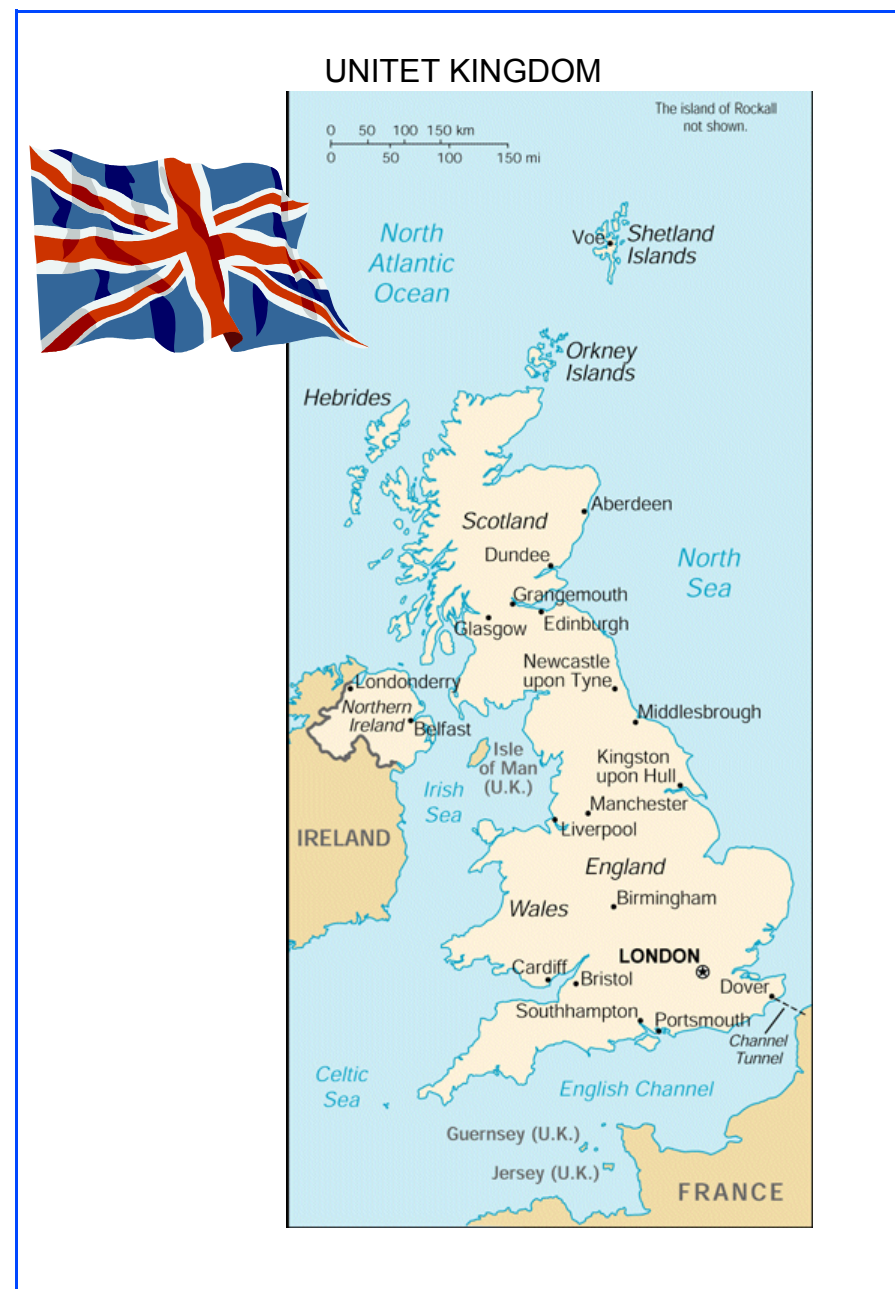 UNITET KINGDOM
The island of Rockall
not shown.
0 50 100 150 km
0 50 100 150 mi
North
Atlantic
Ocean
Voe
Shetland
Islands
Orkney
Islands
Hebrides
Aberdeen
Scotland
Dundee
North
Sea
Grangemouth
Glasgow
Edinburgh
Newcastle
upon Tyne
Londonderry
Northern
Ireland
Belfast
Middlesbrough
Isle
of Man
(U.K.)
Kingston
upon Hull
Irish
Sea
Manchester
Liverpool
IRELAND
England
Birmingham
Wales
LONDON
Cardiff
Bristol
Dover
Southhampton
Portsmouth
Channel
Tunnel
Celtic
Sea
English Channel
Guernsey (U.K.)
Jersey (U.K.)
FRANCE